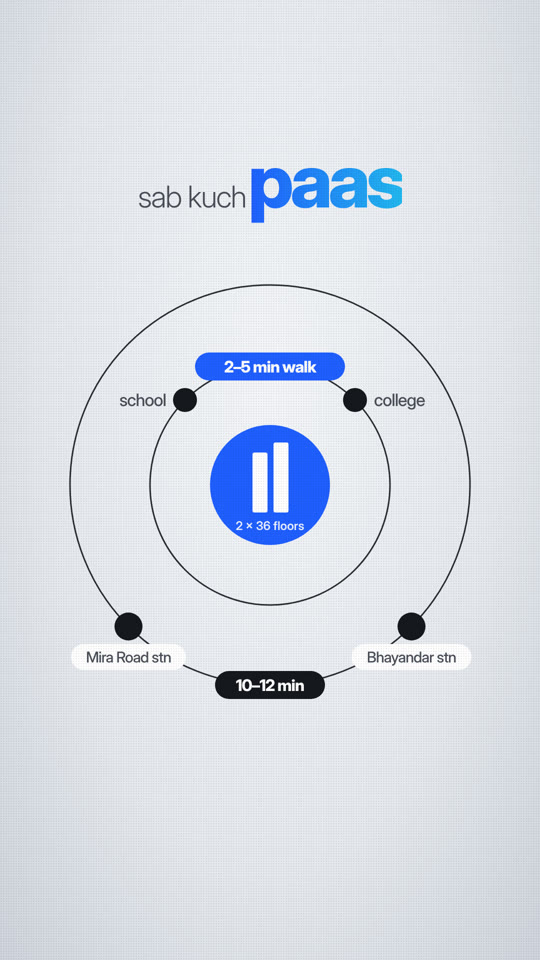 sab kuch paas
2–5 min walk
school
college
2 × 36 floors
Mira Road stn
Bhayandar stn
10–12 min